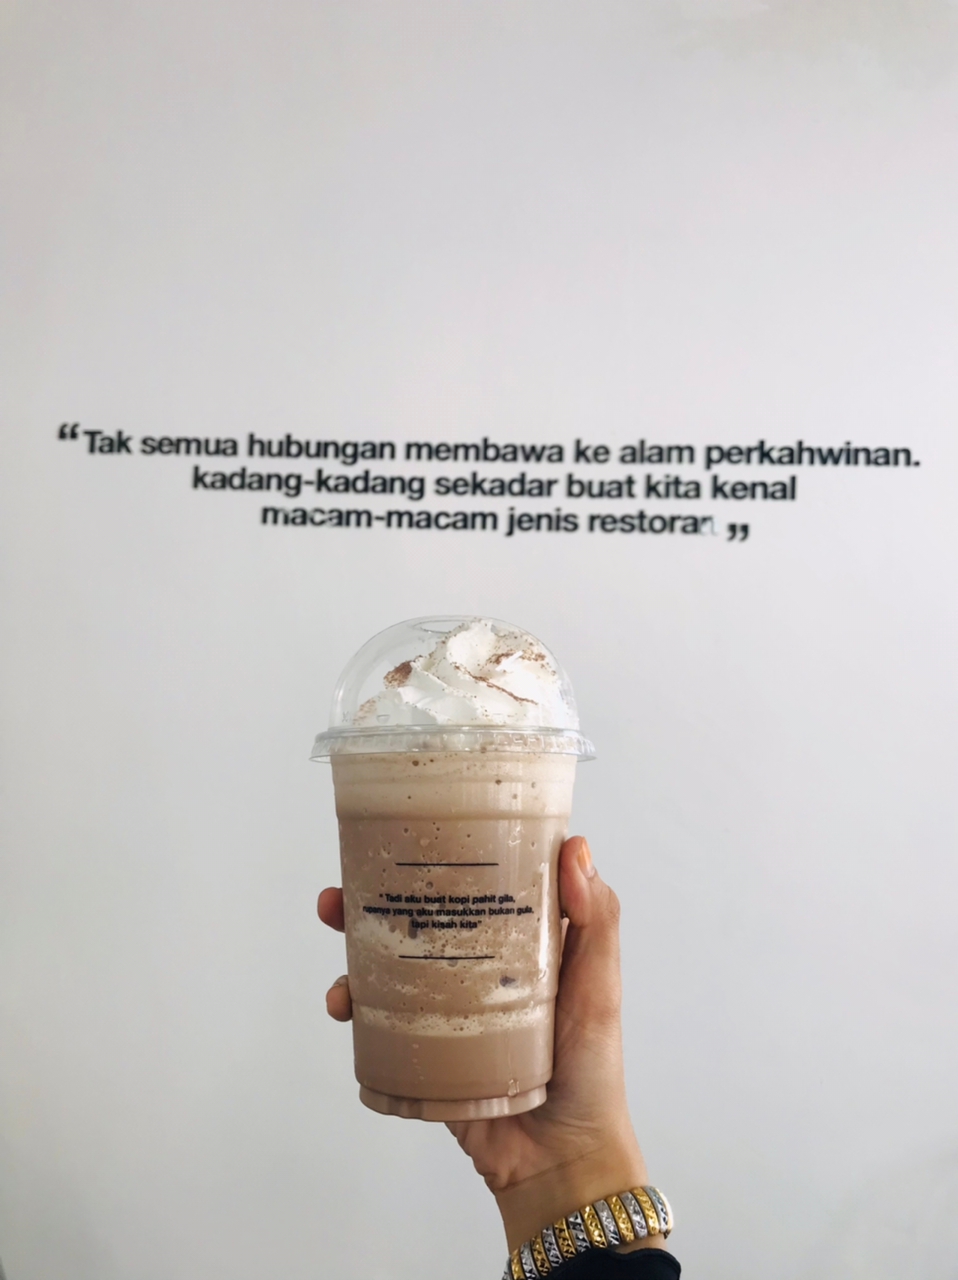 “Tak semua hubungan membawa ke alam perkahwinan.
kadang-kadang sekadar buat kita kenal
macam-macam jenis restoran”
"Tadi aku buat kopi pahit gila,
rupanya yang aku masukkan bukan gula,
tapi kisah kita"